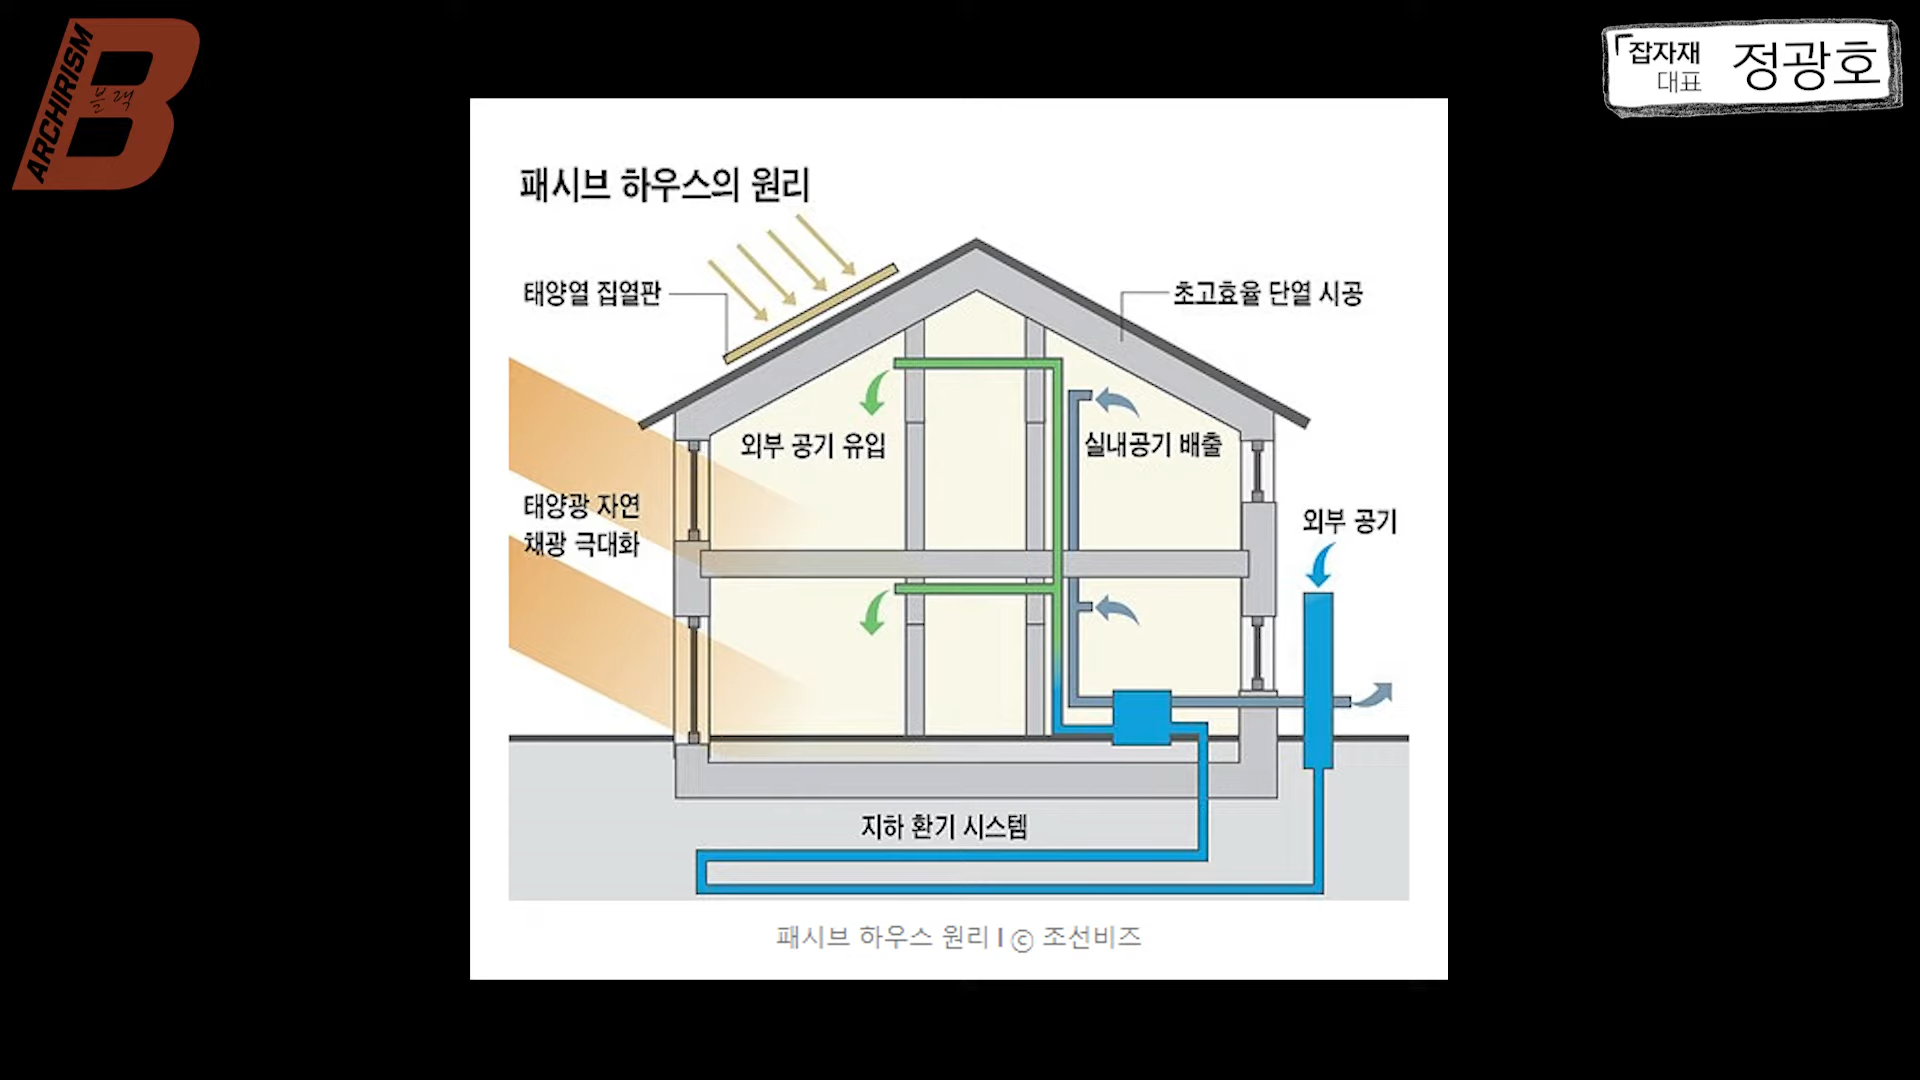 ARCHIRISM
블랙
「잡자재
대표
정광호
패시브 하우스의 원리
태양열 집열판
초고효율 단열 시공
외부 공기 유입
실내공기 배출
태양광 자연
채광 극대화
외부 공기
지하 환기 시스템
패시브 하우스 원리 I ⓒ 조선비즈